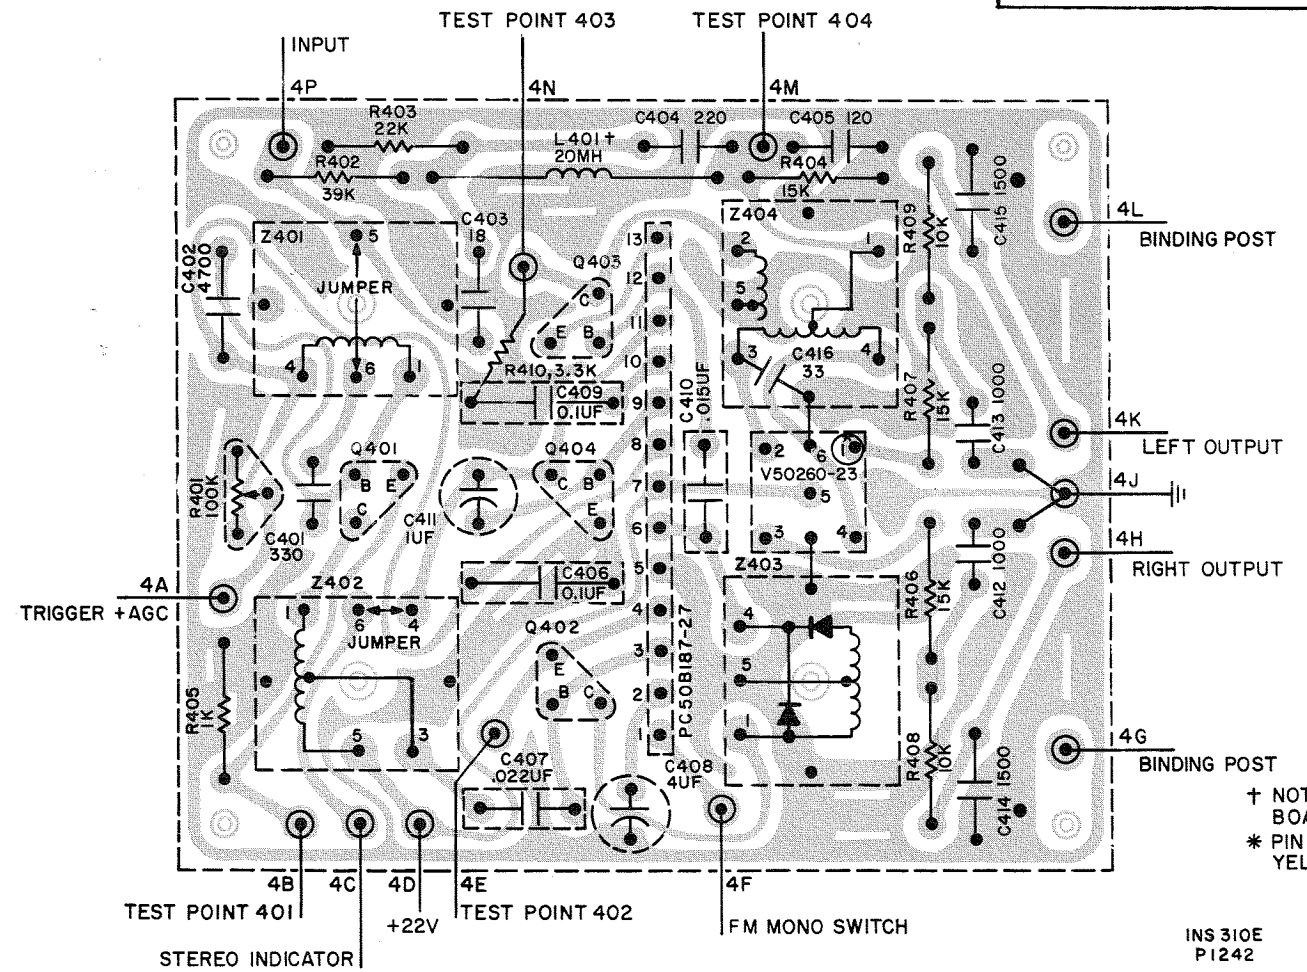 TEST POINT 403
TEST POINT 404
INPUT
4P
4N
4M
R403
22K
R402
39K
L401†
20MH
C404 220
C405 120
R404
15K
C402
4700
Z401
5
JUMPER
4
6
1
C403
18
Q403
C
E
B
R410, 3.3K
C409
0.1UF
13
12
11
10
9
8
7
6
5
4
3
2
1
PC50B187-27
C410
.015UF
Z404
2
1
5
3
4
C416
33
R409
10K
C415 1500
4L
BINDING POST
R407
15K
C413 1000
4K
LEFT OUTPUT
4J
4H
RIGHT OUTPUT
R401
100K
C401
330
Q401
B
E
C
C411
1UF
Q404
C
B
E
2
6
V50260-23
5
3
4
C406
0.1UF
4A
TRIGGER +AGC
Z402
1
6
4
JUMPER
5
3
R405
1K
Q402
E
B
C
Z403
4
5
1
R406
15K
C412 1000
R408
10K
C414 1500
4G
BINDING POST
C407
.022UF
C408
4UF
4B
4C
4D
4E
4F
TEST POINT 401
+22V
TEST POINT 402
FM MONO SWITCH
STEREO INDICATOR
† NOT
BOA
* PIN
YEL
INS 310E
P1242